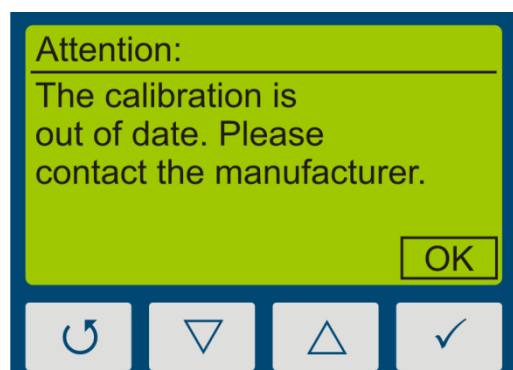 Attention:
The calibration is
out of date. Please
contact the manufacturer.
OK